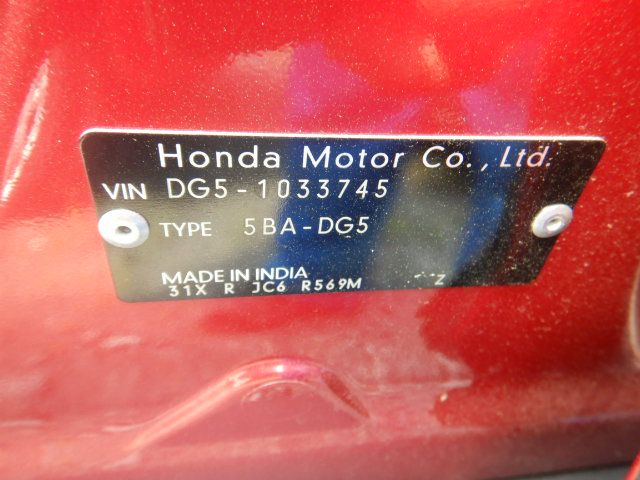 Honda Motor Co., Ltd.
VIN DG5-1033745
TYPE 5BA-DG5
MADE IN INDIA
31X R JC6 R569M Z